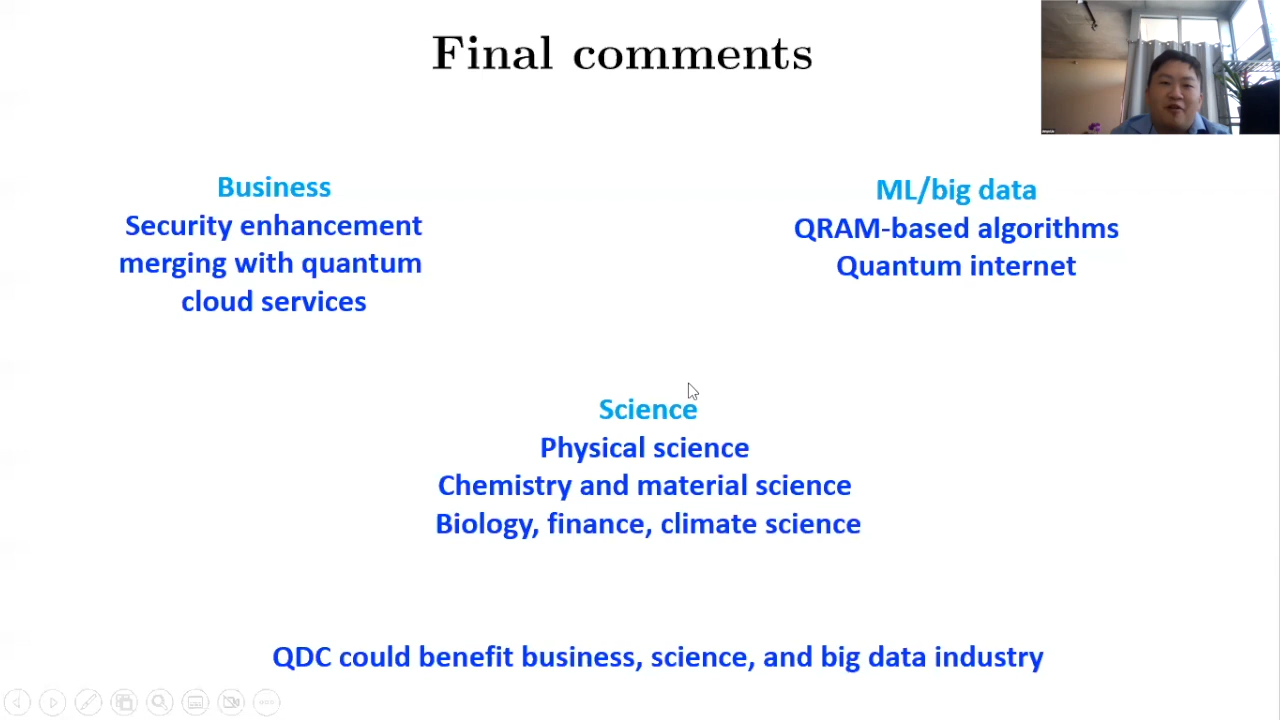 Final comments
Business
Security enhancement
merging with quantum
cloud services
ML/big data
QRAM-based algorithms
Quantum internet
Science
Physical science
Chemistry and material science
Biology, finance, climate science
QDC could benefit business, science, and big data industry